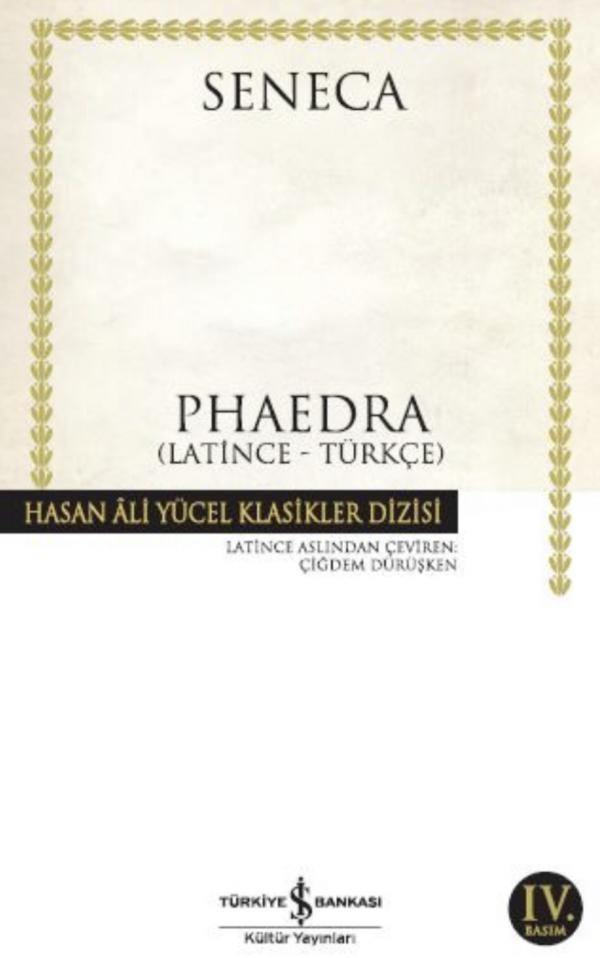 SENECA
PHAEDRA
(LATİNCE - TÜRKÇE)
HASAN ÂLİ YÜCEL KLASİKLER DİZİSİ
LATİNCE ASLINDAN ÇEVİREN:
ÇİĞDEM DÜRÜŞKEN
TÜRKİYE İŞ BANKASI
Kültür Yayınları
IV.
BASIM